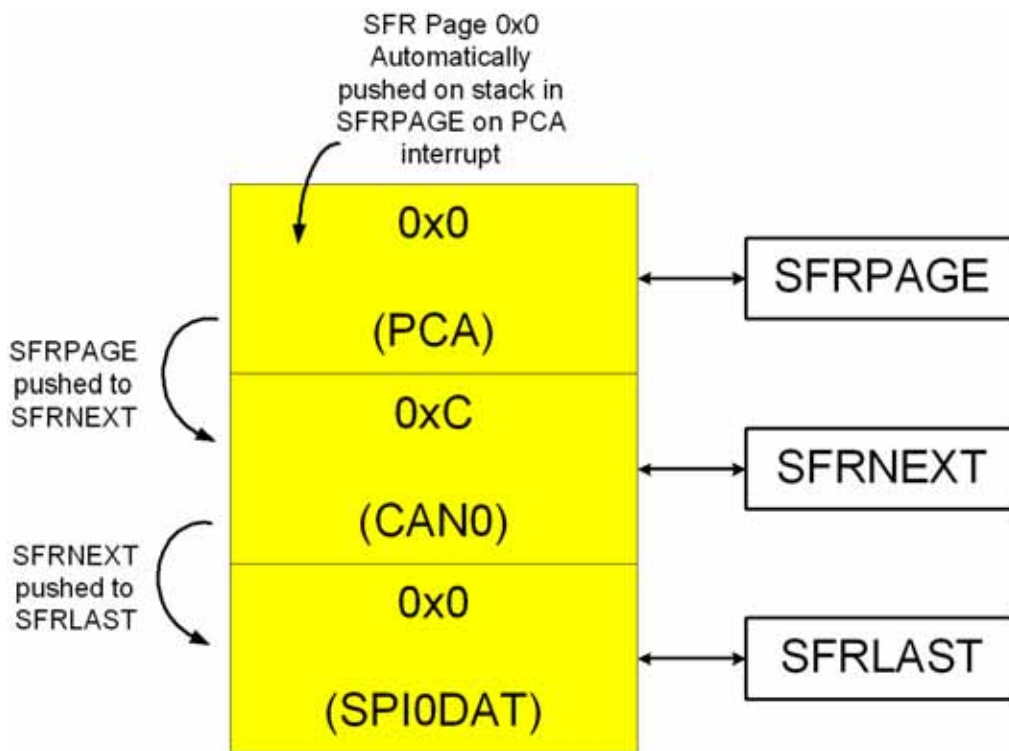 SFR Page 0x0
Automatically
pushed on stack in
SFRPAGE on PCA
interrupt
0x0
(PCA)
SFRPAGE
SFRPAGE
pushed to
SFRNEXT
0xC
(CAN0)
SFRNEXT
SFRNEXT
pushed to
SFRLAST
0x0
(SPI0DAT)
SFRLAST